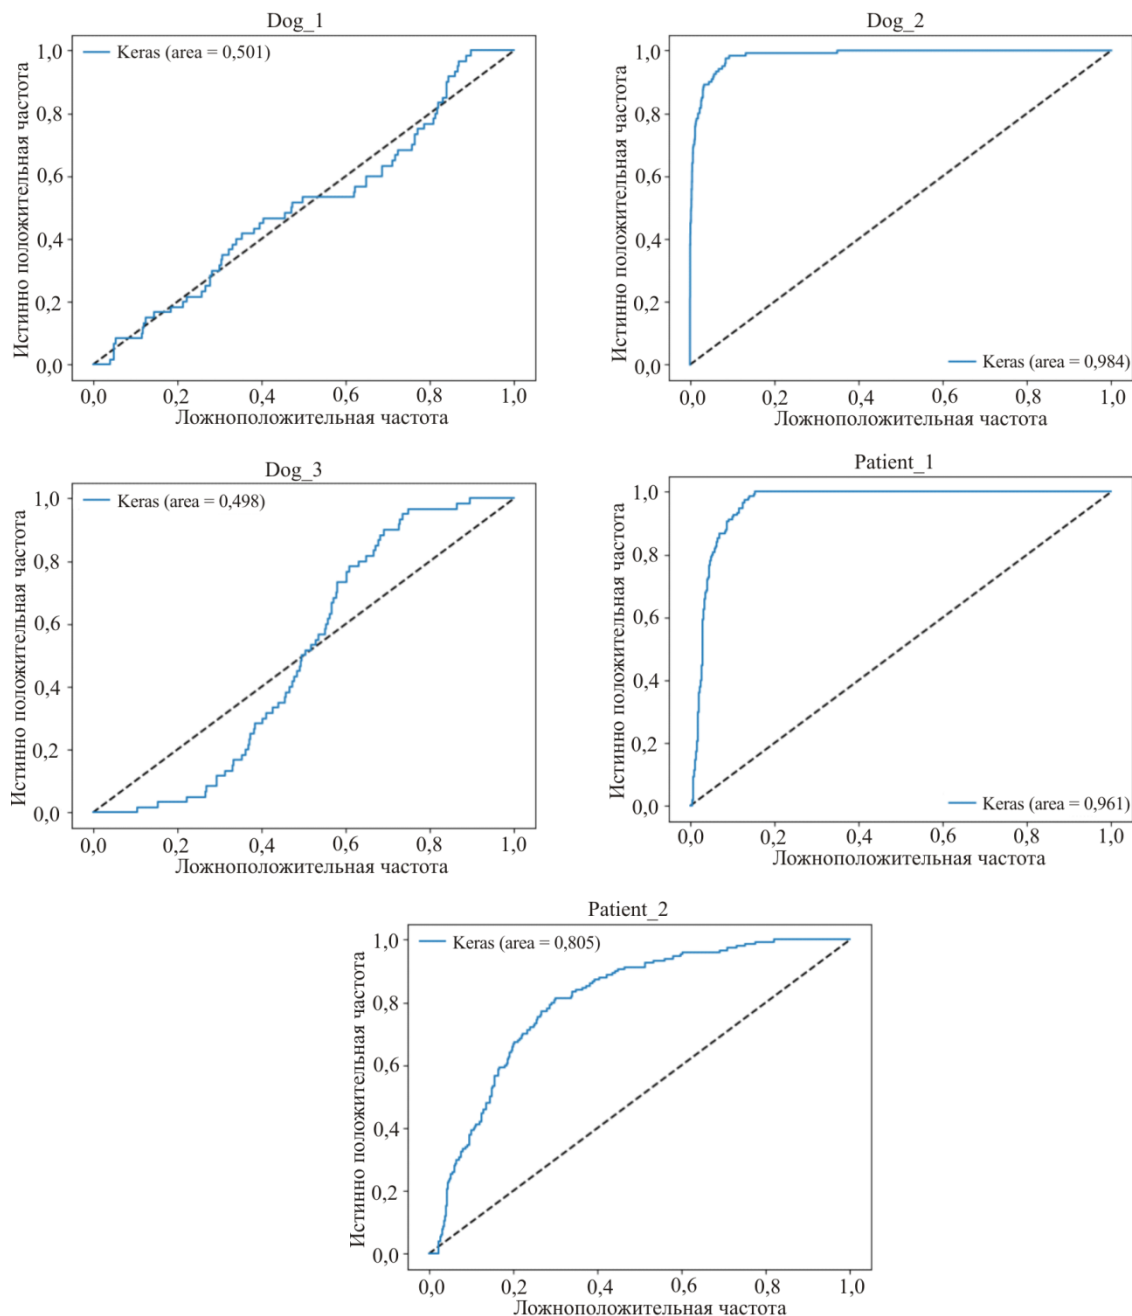 Dog_1
Keras (area = 0,501)
1,0
0,8
0,6
0,4
0,2
0,0
Истинно положительная частота
0,0 0,2 0,4 0,6 0,8 1,0
Ложноположительная частота
Dog_2
1,0
0,8
0,6
0,4
0,2
0,0
Истинно положительная частота
Keras (area = 0,984)
0,0 0,2 0,4 0,6 0,8 1,0
Ложноположительная частота
Dog_3
Keras (area = 0,498)
1,0
0,8
0,6
0,4
0,2
0,0
Истинно положительная частота
0,0 0,2 0,4 0,6 0,8 1,0
Ложноположительная частота
Patient_1
1,0
0,8
0,6
0,4
0,2
0,0
Истинно положительная частота
Keras (area = 0,961)
0,0 0,2 0,4 0,6 0,8 1,0
Ложноположительная частота
Patient_2
Keras (area = 0,805)
1,0
0,8
0,6
0,4
0,2
0,0
Истинно положительная частота
0,0 0,2 0,4 0,6 0,8 1,0
Ложноположительная частота